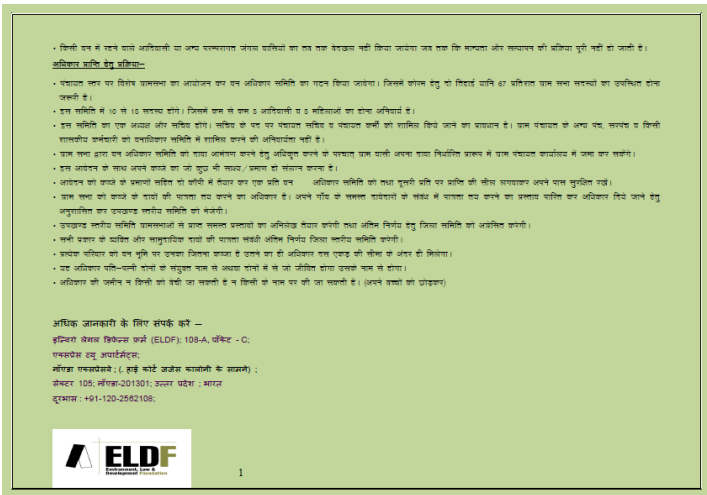 • किसी वन में रहने वाले आदिवासी या अन्य परम्परागत जंगल वासियों का तब तक बेदखल नहीं किया जायेगा जब तक कि मान्यता और सत्यापन की प्रक्रिया पूरी नहीं हो जाती है।
अधिकार प्राप्ति हेतु प्रक्रिया—
• पंचायत स्तर पर विशेष ग्रामसभा का आयोजन कर वन अधिकार समिति का गठन किया जावेगा। जिसमें कोरम हेतु दो तिहाई यानि 67 प्रतिशत ग्राम सभा सदस्यों का उपस्थित होना
जरूरी है।
• इस समिति में 10 से 15 सदस्य होंगे। जिसमें कम से कम 5 आदिवासी व 5 महिलाओं का होना अनिवार्य है।
• इस समिति का एक अध्यक्ष और सचिव होंगे। सचिव के पद पर पंचायत सचिव व पंचायत कर्मी को शामिल किये जाने का प्रावधान है। ग्राम पंचायत के अन्य पंच, सरपंच व किसी
शासकीय कर्मचारी को वनाधिकार समिति में शामिल करने की अनिवार्यता नहीं है।
• ग्राम सभा द्वारा वन अधिकार समिति को दावा आमंत्रण करने हेतु अधिकृत करने के पश्चात् ग्राम वासी अपना दावा निर्धारित प्रारूप में ग्राम पंचायत कार्यालय में जमा कर सकेंगे।
• इस आवेदन के साथ अपने कब्जे का जो कुछ भी साक्ष्य/प्रमाण हो संलग्न करना है।
• आवेदन को कब्जे के प्रमाणों सहित दो कॉपी में तैयार कर एक प्रति वन अधिकार समिति को तथा दूसरी प्रति पर प्राप्ति की सील लगवाकर अपने पास सुरक्षित रखें।
• ग्राम सभा को कब्जे के दावों की पात्रता तय करने का अधिकार है। अपने गाँव के समस्त दावेदारों के संबंध में पात्रता तय करने का प्रस्ताव पारित कर अधिकार दिये जाने हेतु
अनुशासित कर उपखण्ड स्तरीय समिति को भेजेगी।
• उपखण्ड स्तरीय समिति ग्रामसभाओं से प्राप्त समस्त प्रस्तावों का अभिलेख तैयार करेगी तथा अंतिम निर्णय हेतु जिला समिति को अग्रेसित करेगी।
• सभी प्रकार के व्यक्ति और सामुदायिक दावों की पात्रता संबंधी अंतिम निर्णय जिला स्तरीय समिति करेगी।
• प्रत्येक परिवार को वन भूमि पर उनका जितना कब्जा है उतने का ही अधिकार दस एकड़ की सीमा के अंदर ही मिलेगा।
• यह अधिकार पति—पत्नी दोनों के संयुक्त नाम से अथवा दोनों में से जो जीवित होगा उसके नाम से होगा।
• अधिकार की जमीन न किसी को बेची जा सकती है न किसी के नाम पर की जा सकती है। (अपने बच्चों को छोड़कर)
अधिक जानकारी के लिए संपर्क करें —
इन्विरो लेगल डिफेन्स फ़र्म (ELDF); 108-A, पॉकेट - C;
एक्सप्रेस व्यू अपार्टमेंट्स;
नॉएडा एक्सप्रेसवे ; (. हाई कोर्ट जजेस कालोनी के सामने) ;
सेक्टर 105; नॉएडा-201301; उत्तर प्रदेश ; भारत
दूरभास : +91-120-2562108;
ELDF
Environment, Law &
Development Foundation
1